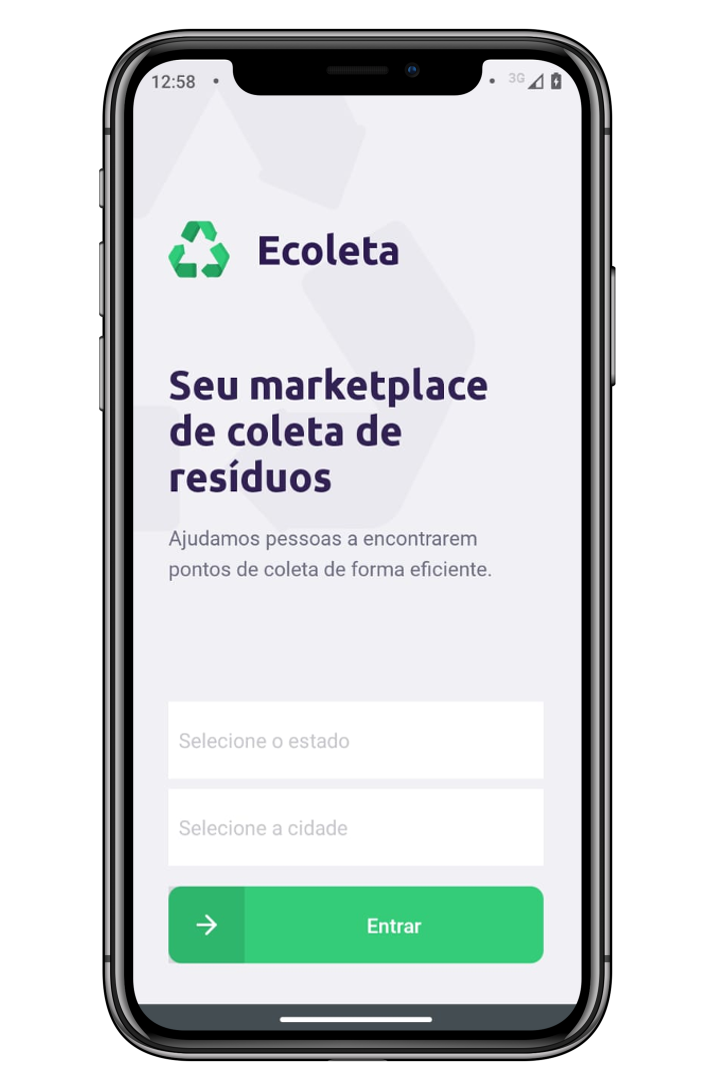 12:58
3G
Ecoleta
Seu marketplace
de coleta de
resíduos
Ajudamos pessoas a encontrarem
pontos de coleta de forma eficiente.
Selecione o estado
Selecione a cidade
Entrar